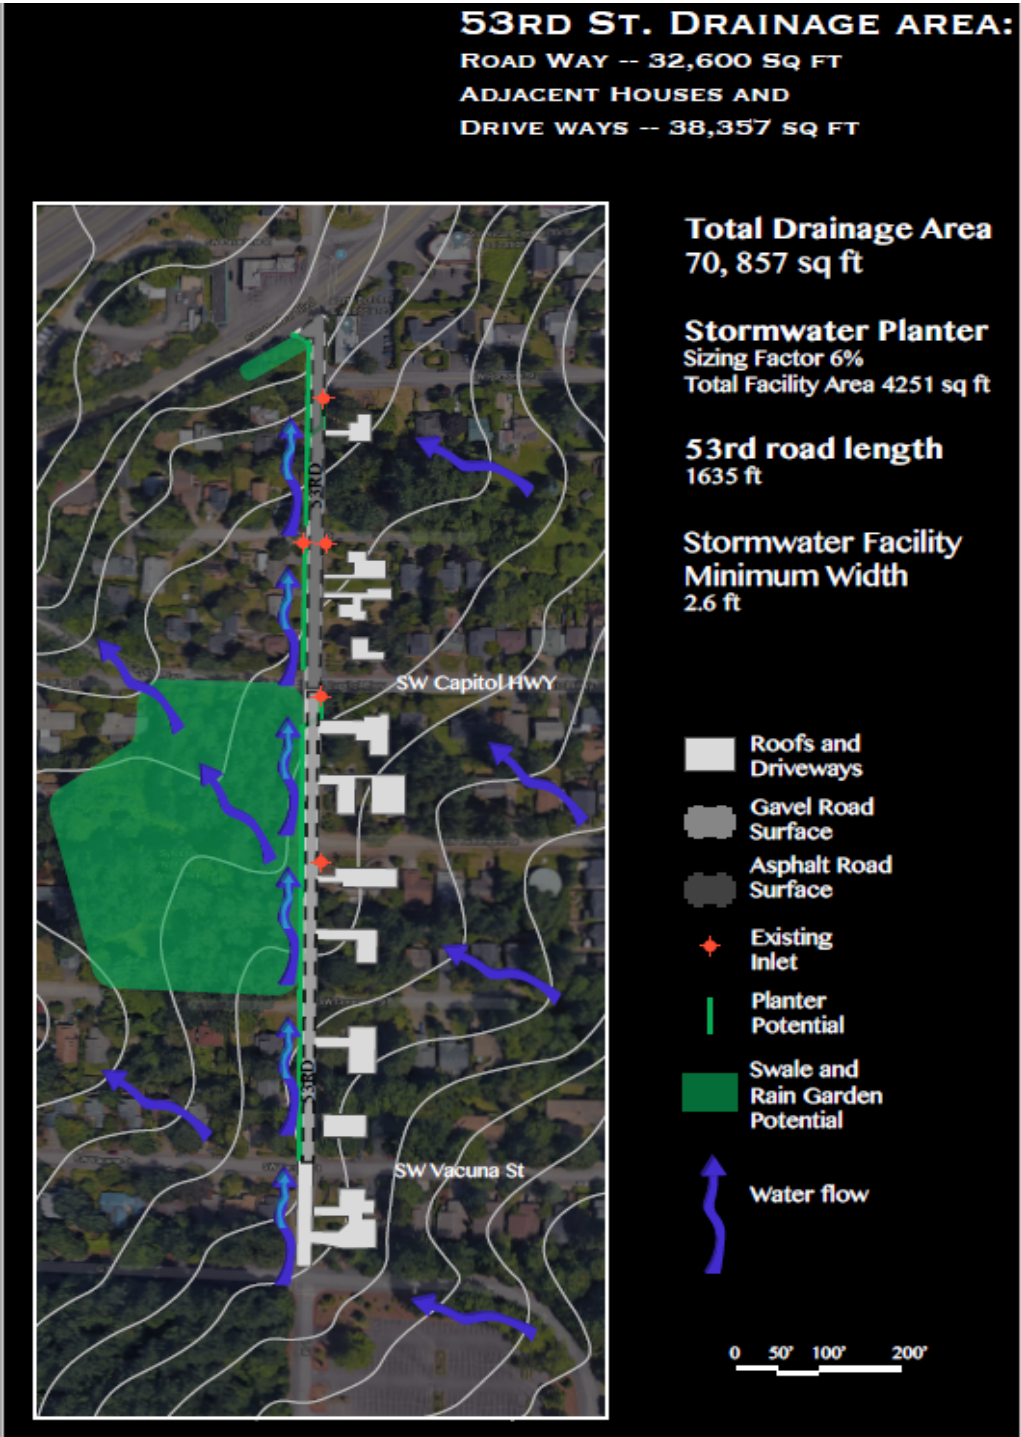 53RD ST. DRAINAGE AREA:
ROAD WAY -- 32,600 SQ FT
ADJACENT HOUSES AND
DRIVE WAYS -- 38,357 SQ FT
Total Drainage Area
70, 857 sq ft
Stormwater Planter
Sizing Factor 6%
Total Facility Area 4251 sq ft
53rd road length
1635 ft
Stormwater Facility
Minimum Width
2.6 ft
53RD
SW Capitol HWY
53RD
SW Vacuna St
Roofs and
Driveways
Gavel Road
Surface
Asphalt Road
Surface
Existing
Inlet
Planter
Potential
Swale and
Rain Garden
Potential
Water flow
0 50' 100' 200'